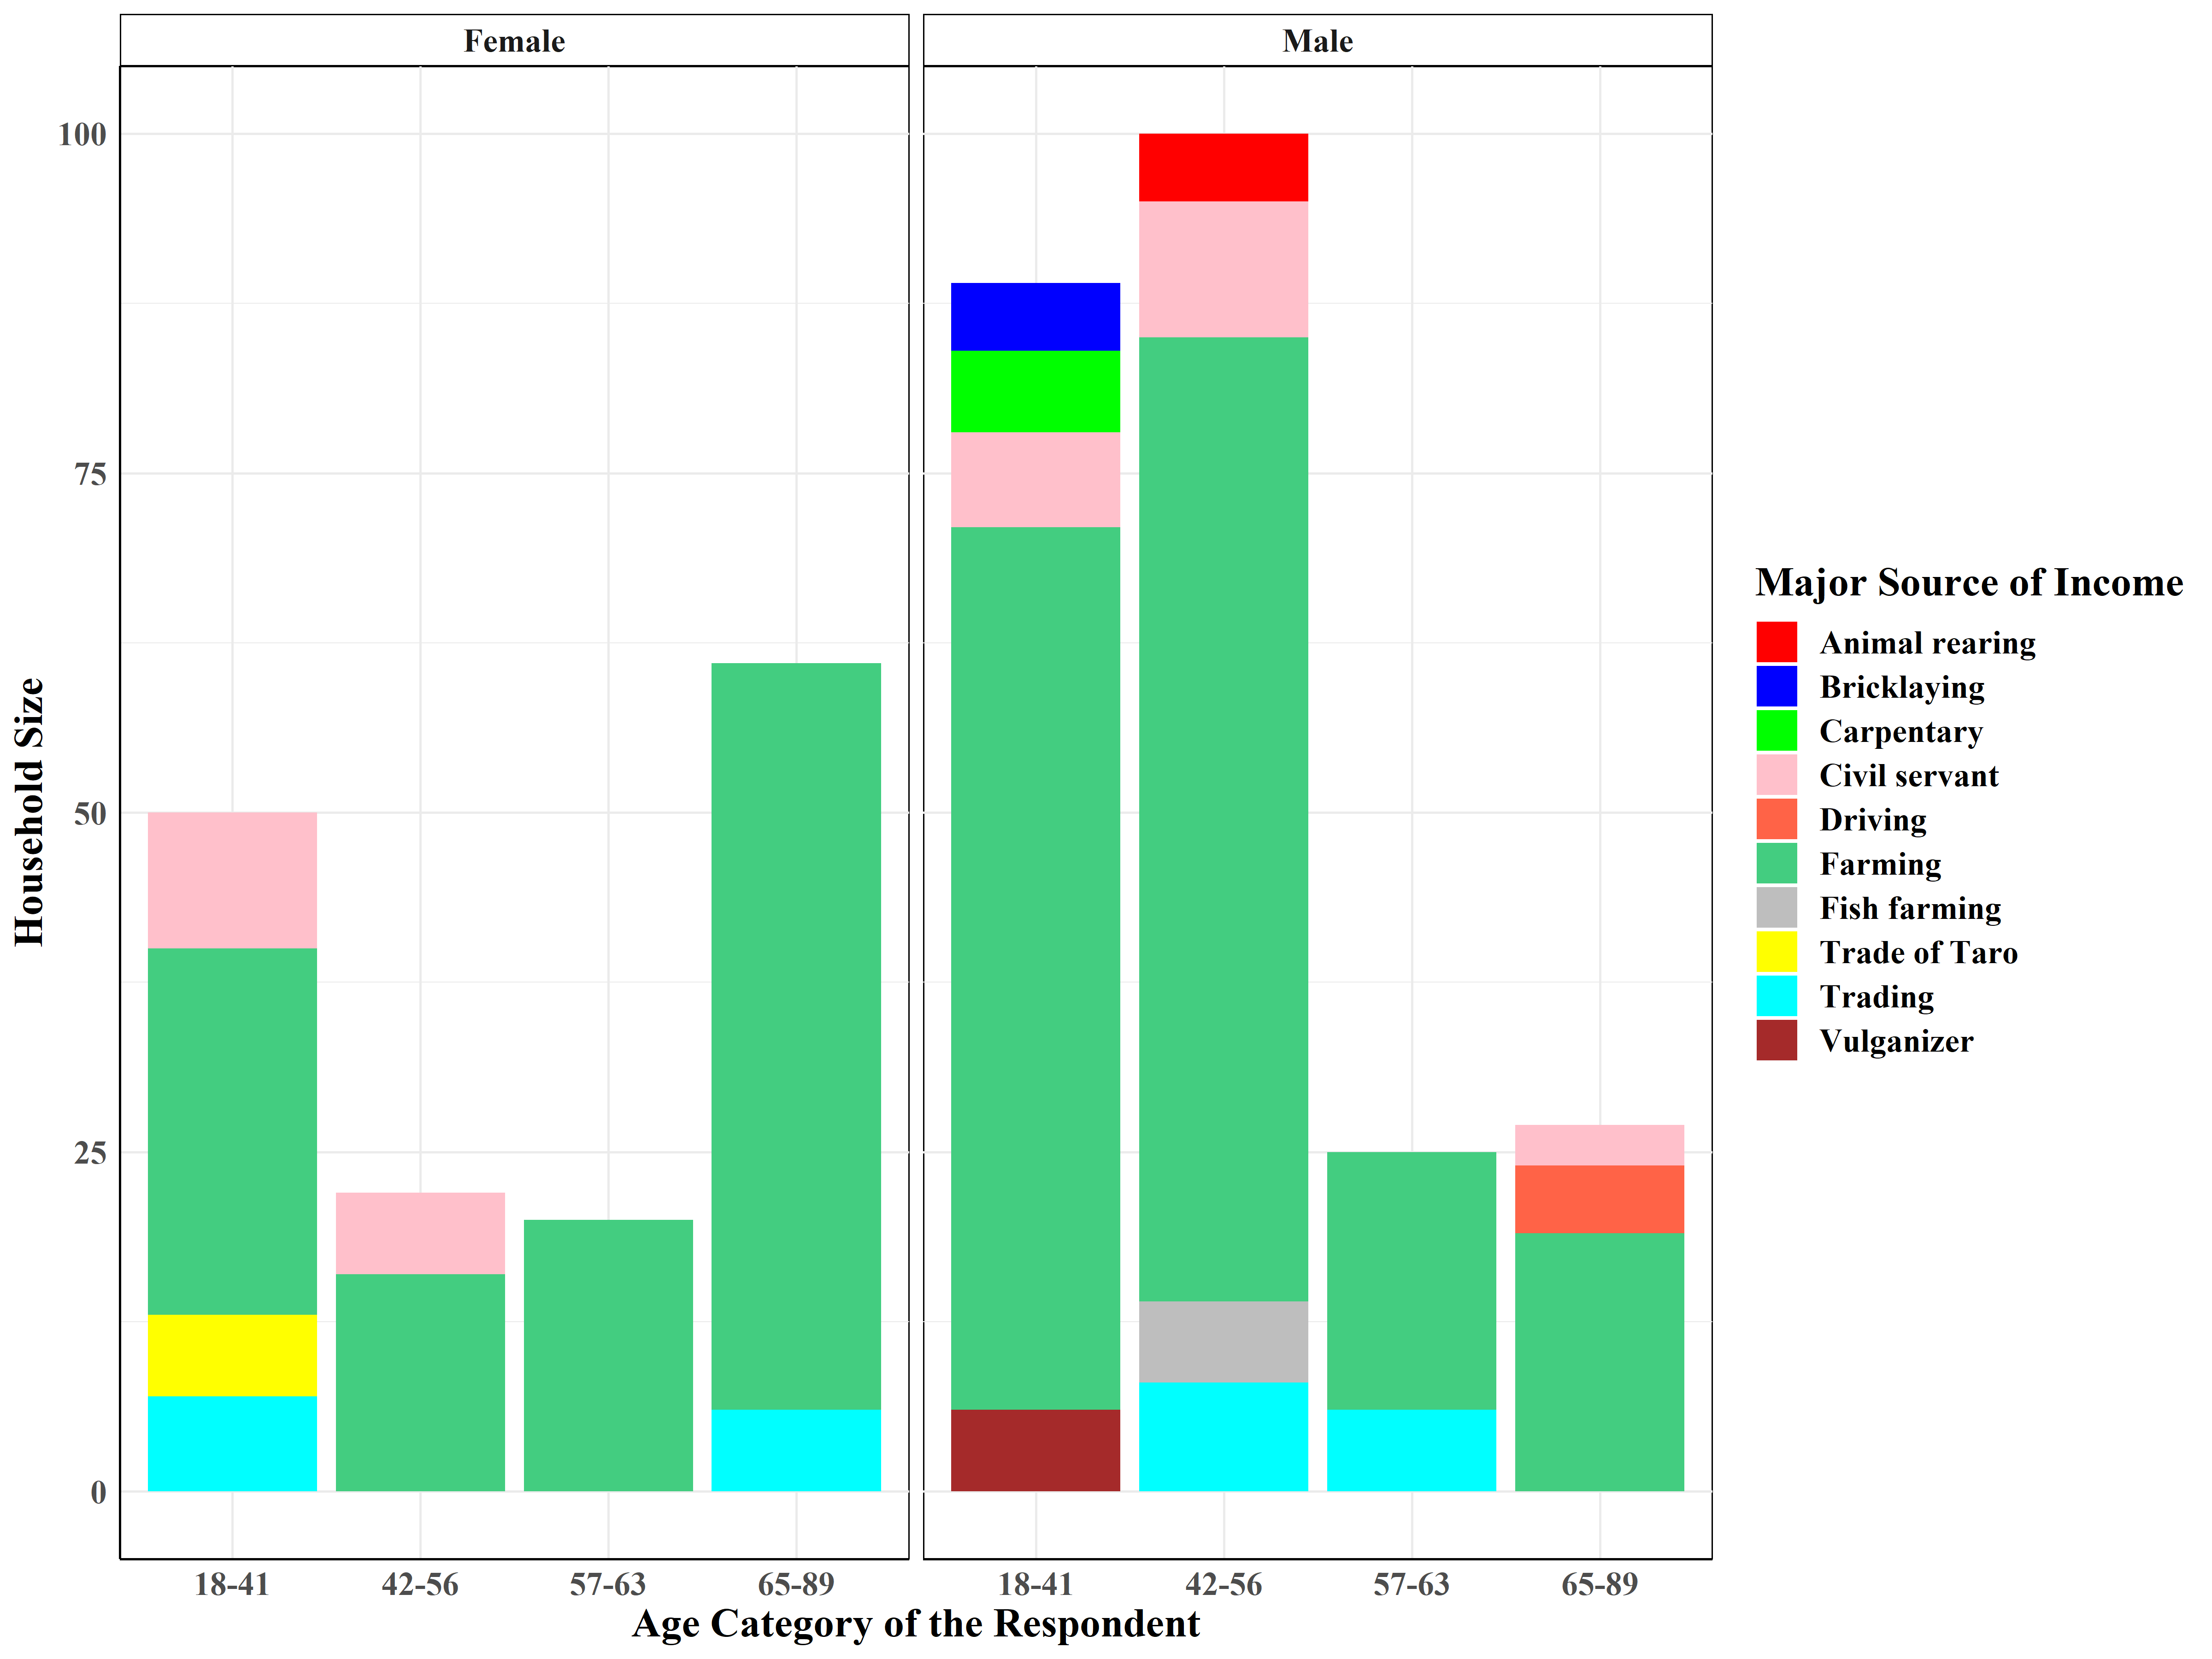 Female
Male
100
75
50
25
0
Household Size
18-41
42-56
57-63
65-89
18-41
42-56
57-63
65-89
Age Category of the Respondent
Major Source of Income
Animal rearing
Bricklaying
Carpentary
Civil servant
Driving
Farming
Fish farming
Trade of Taro
Trading
Vulganizer